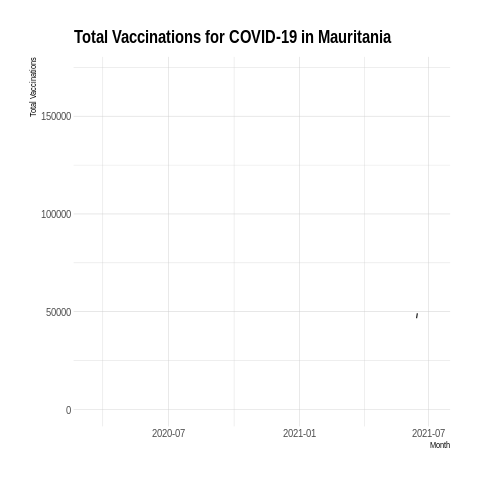 Total Vaccinations for COVID-19 in Mauritania
Total Vaccinations
150000
100000
50000
0
2020-07 2021-01 2021-07
Month